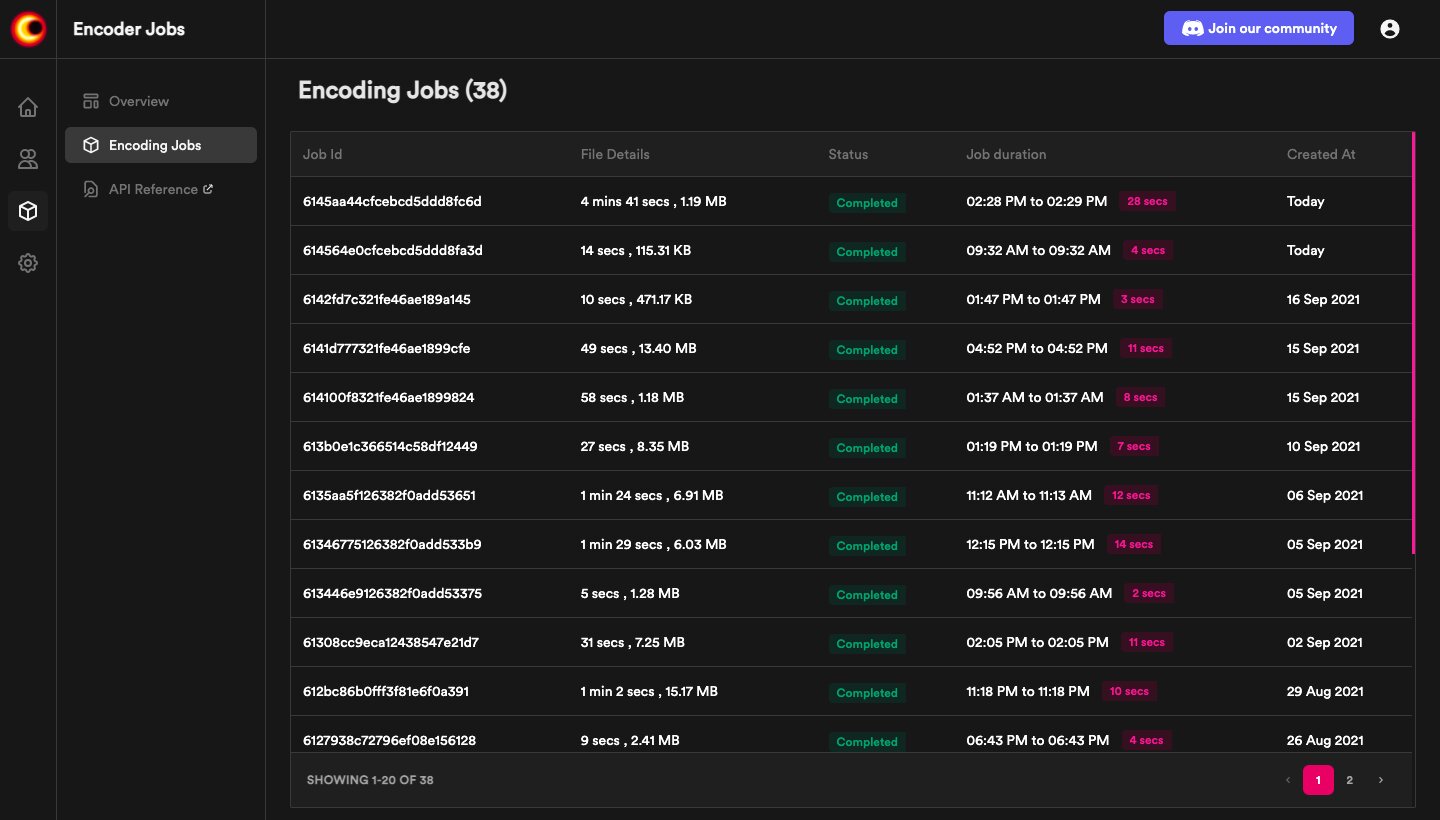 Encoder Jobs
Join our community
Overview
Encoding Jobs
API Reference
Encoding Jobs (38)
Job Id File Details Status Job duration Created At
6145aa44cfcebcd5ddd8fc6d 4 mins 41 secs , 1.19 MB Completed 02:28 PM to 02:29 PM 28 secs Today
614564e0cfcebcd5ddd8fa3d 14 secs , 115.31 KB Completed 09:32 AM to 09:32 AM 4 secs Today
6142fd7c321fe46ae189a145 10 secs , 471.17 KB Completed 01:47 PM to 01:47 PM 3 secs 16 Sep 2021
6141d777321fe46ae1899cfe 49 secs , 13.40 MB Completed 04:52 PM to 04:52 PM 11 secs 15 Sep 2021
614100f8321fe46ae1899824 58 secs , 1.18 MB Completed 01:37 AM to 01:37 AM 8 secs 15 Sep 2021
613b0e1c366514c58df12449 27 secs , 8.35 MB Completed 01:19 PM to 01:19 PM 7 secs 10 Sep 2021
6135aa5f126382f0add53651 1 min 24 secs , 6.91 MB Completed 11:12 AM to 11:13 AM 12 secs 06 Sep 2021
61346775126382f0add533b9 1 min 29 secs , 6.03 MB Completed 12:15 PM to 12:15 PM 14 secs 05 Sep 2021
613446e9126382f0add53375 5 secs , 1.28 MB Completed 09:56 AM to 09:56 AM 2 secs 05 Sep 2021
61308cc9eca12438547e21d7 31 secs , 7.25 MB Completed 02:05 PM to 02:05 PM 11 secs 02 Sep 2021
612bc86b0fff3f81e6f0a391 1 min 2 secs , 15.17 MB Completed 11:18 PM to 11:18 PM 10 secs 29 Aug 2021
6127938c72796ef08e156128 9 secs , 2.41 MB Completed 06:43 PM to 06:43 PM 4 secs 26 Aug 2021
SHOWING 1-20 OF 38 1 2